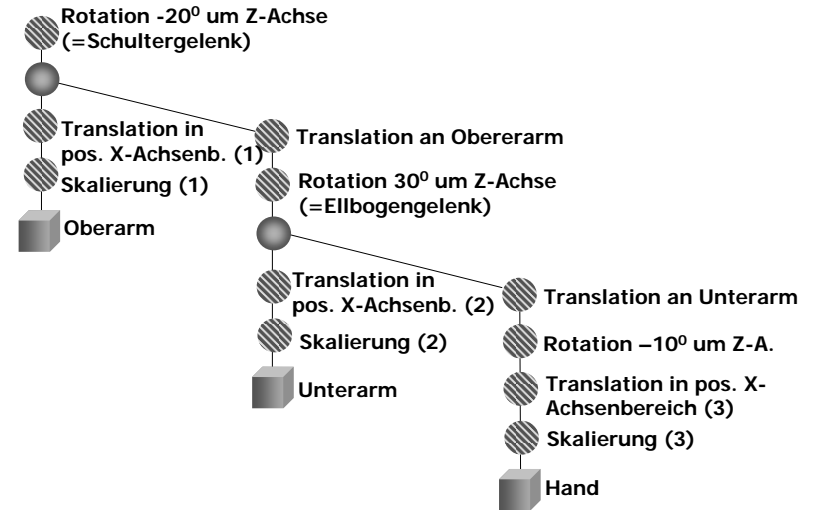 Rotation -20⁰ um Z-Achse
(=Schultergelenk)
Translation in
pos. X-Achsenb. (1)
Skalierung (1)
Oberarm
Translation an Obererarm
Rotation 30⁰ um Z-Achse
(=Ellbogengelenk)
Translation in
pos. X-Achsenb. (2)
Skalierung (2)
Unterarm
Translation an Unterarm
Rotation –10⁰ um Z-A.
Translation in pos. X-
Achsenbereich (3)
Skalierung (3)
Hand